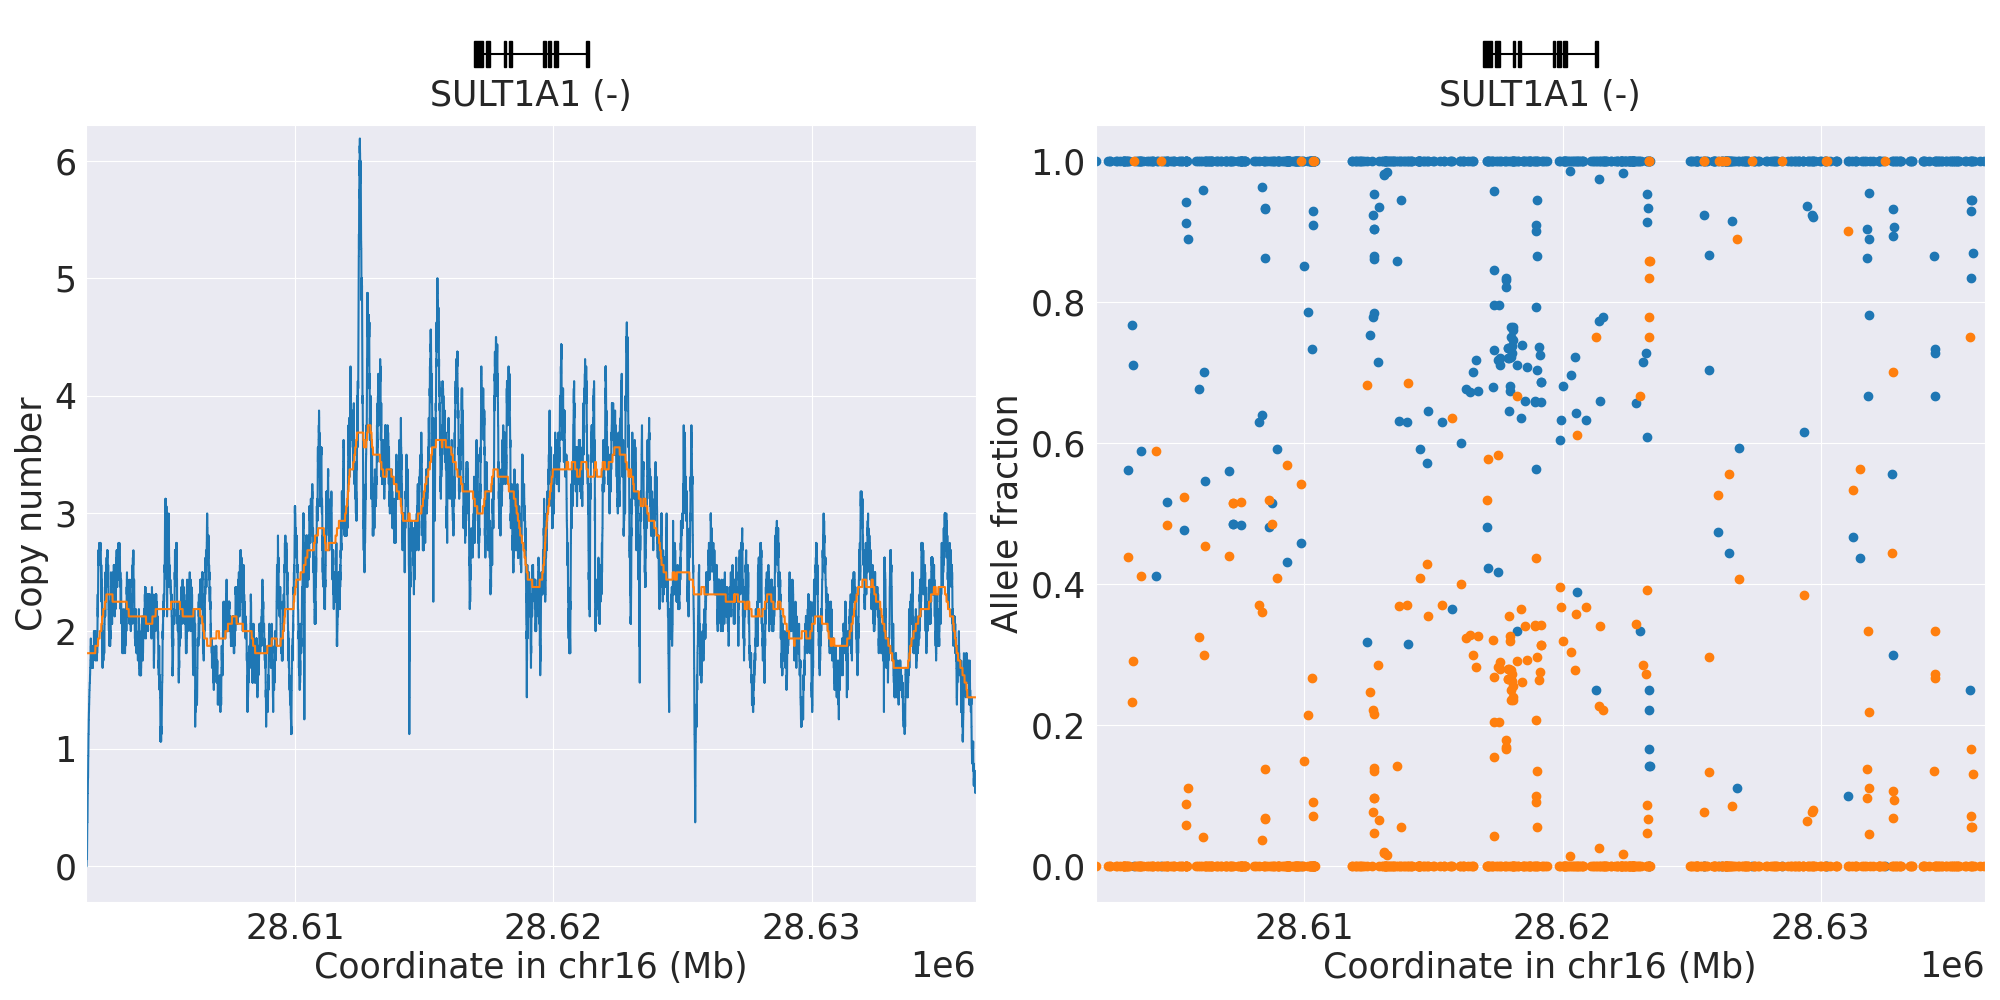 SULT1A1 (-)
Copy number
6
5
4
3
2
1
0
28.61
28.62
28.63
Coordinate in chr16 (Mb)
1e6
SULT1A1 (-)
Allele fraction
1.0
0.8
0.6
0.4
0.2
0.0
28.61
28.62
28.63
Coordinate in chr16 (Mb)
1e6